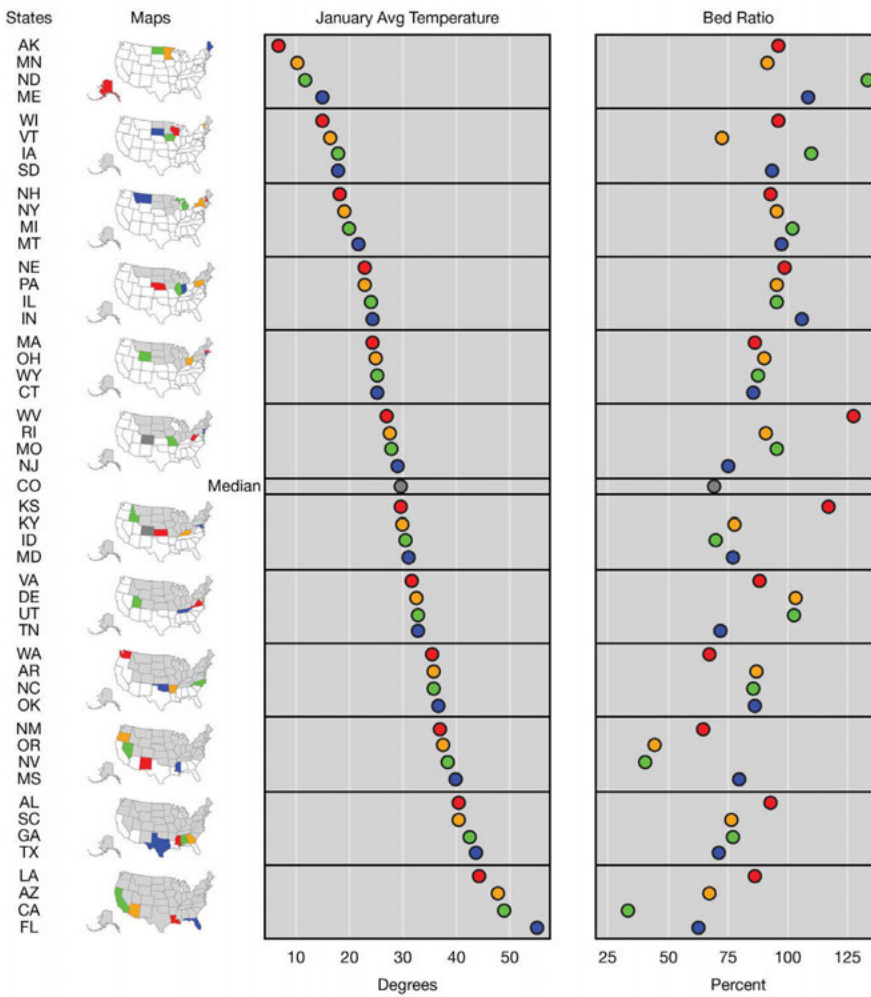 States Maps January Avg Temperature Bed Ratio
AK
MN
ND
ME
WI
VT
IA
SD
NH
NY
MI
MT
NE
PA
IL
IN
MA
OH
WY
CT
WV
RI
MO
NJ
CO Median
KS
KY
ID
MD
VA
DE
UT
TN
WA
AR
NC
OK
NM
OR
NV
MS
AL
SC
GA
TX
LA
AZ
CA
FL
10 20 30 40 50 25 50 75 100 125
Degrees Percent